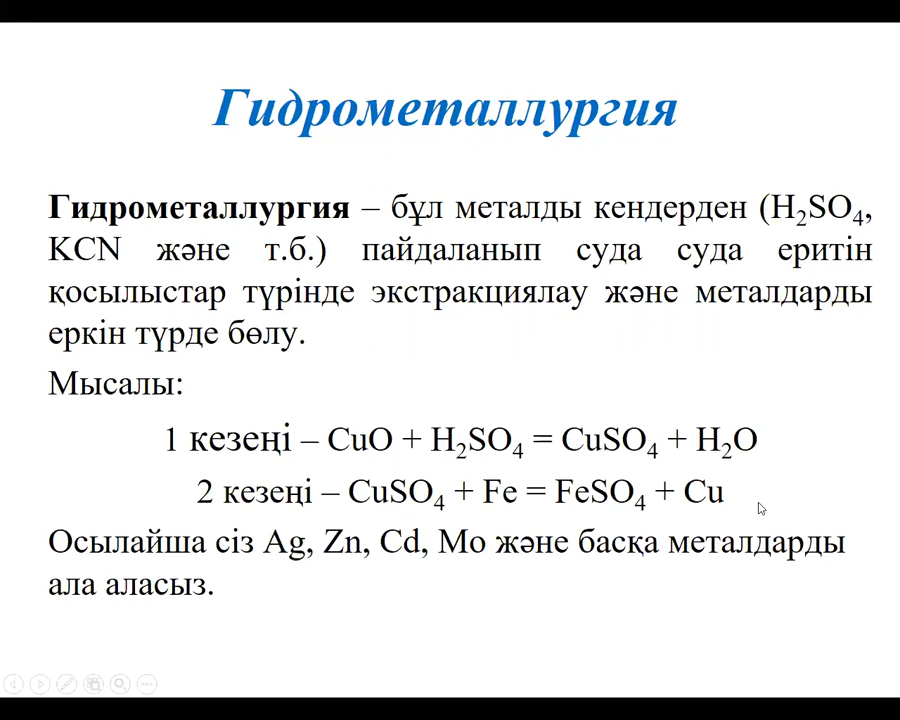 Гидрометаллургия
Гидрометаллургия – бұл металды кендерден (H₂SO₄,
KCN және т.б.) пайдаланып суда суда еритін
қосылыстар түрінде экстракциялау және металдарды
еркін түрде бөлу.
Мысалы:
1 кезеңі – CuO + H₂SO₄ = CuSO₄ + H₂O
2 кезеңі – CuSO₄ + Fe = FeSO₄ + Cu
Осылайша сіз Ag, Zn, Cd, Mo және басқа металдарды
ала аласыз.